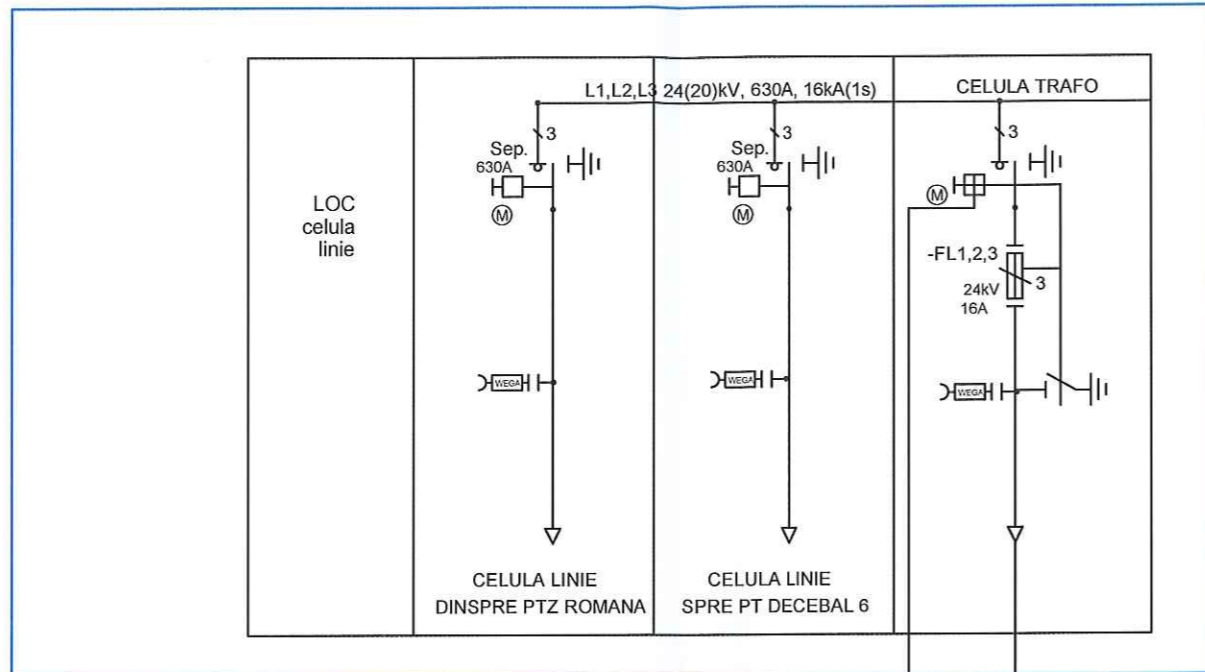 L1,L2,L3 24(20)kV, 630A, 16kA(1s)
CELULA TRAFO
LOC
celula
linie
3
Sep.
630A
M
WEGA
CELULA LINIE
DINSPRE PTZ ROMANA
3
Sep.
630A
M
WEGA
CELULA LINIE
SPRE PT DECEBAL 6
3
M
-FL1,2,3
3
24kV
16A
WEGA